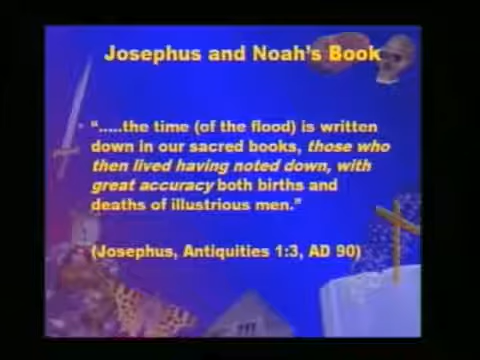 Josephus and Noah's Book
".....the time (of the flood) is written
down in our sacred books, those who
then lived having noted down, with
great accuracy both births and
deaths of illustrious men."
(Josephus, Antiquities 1:3, AD 90)